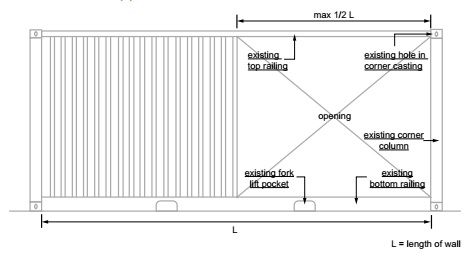 max 1/2 L
existing
top railing
existing hole in
corner casting
opening
existing corner
column
existing fork
lift pocket
existing
bottom railing
L
L = length of wall